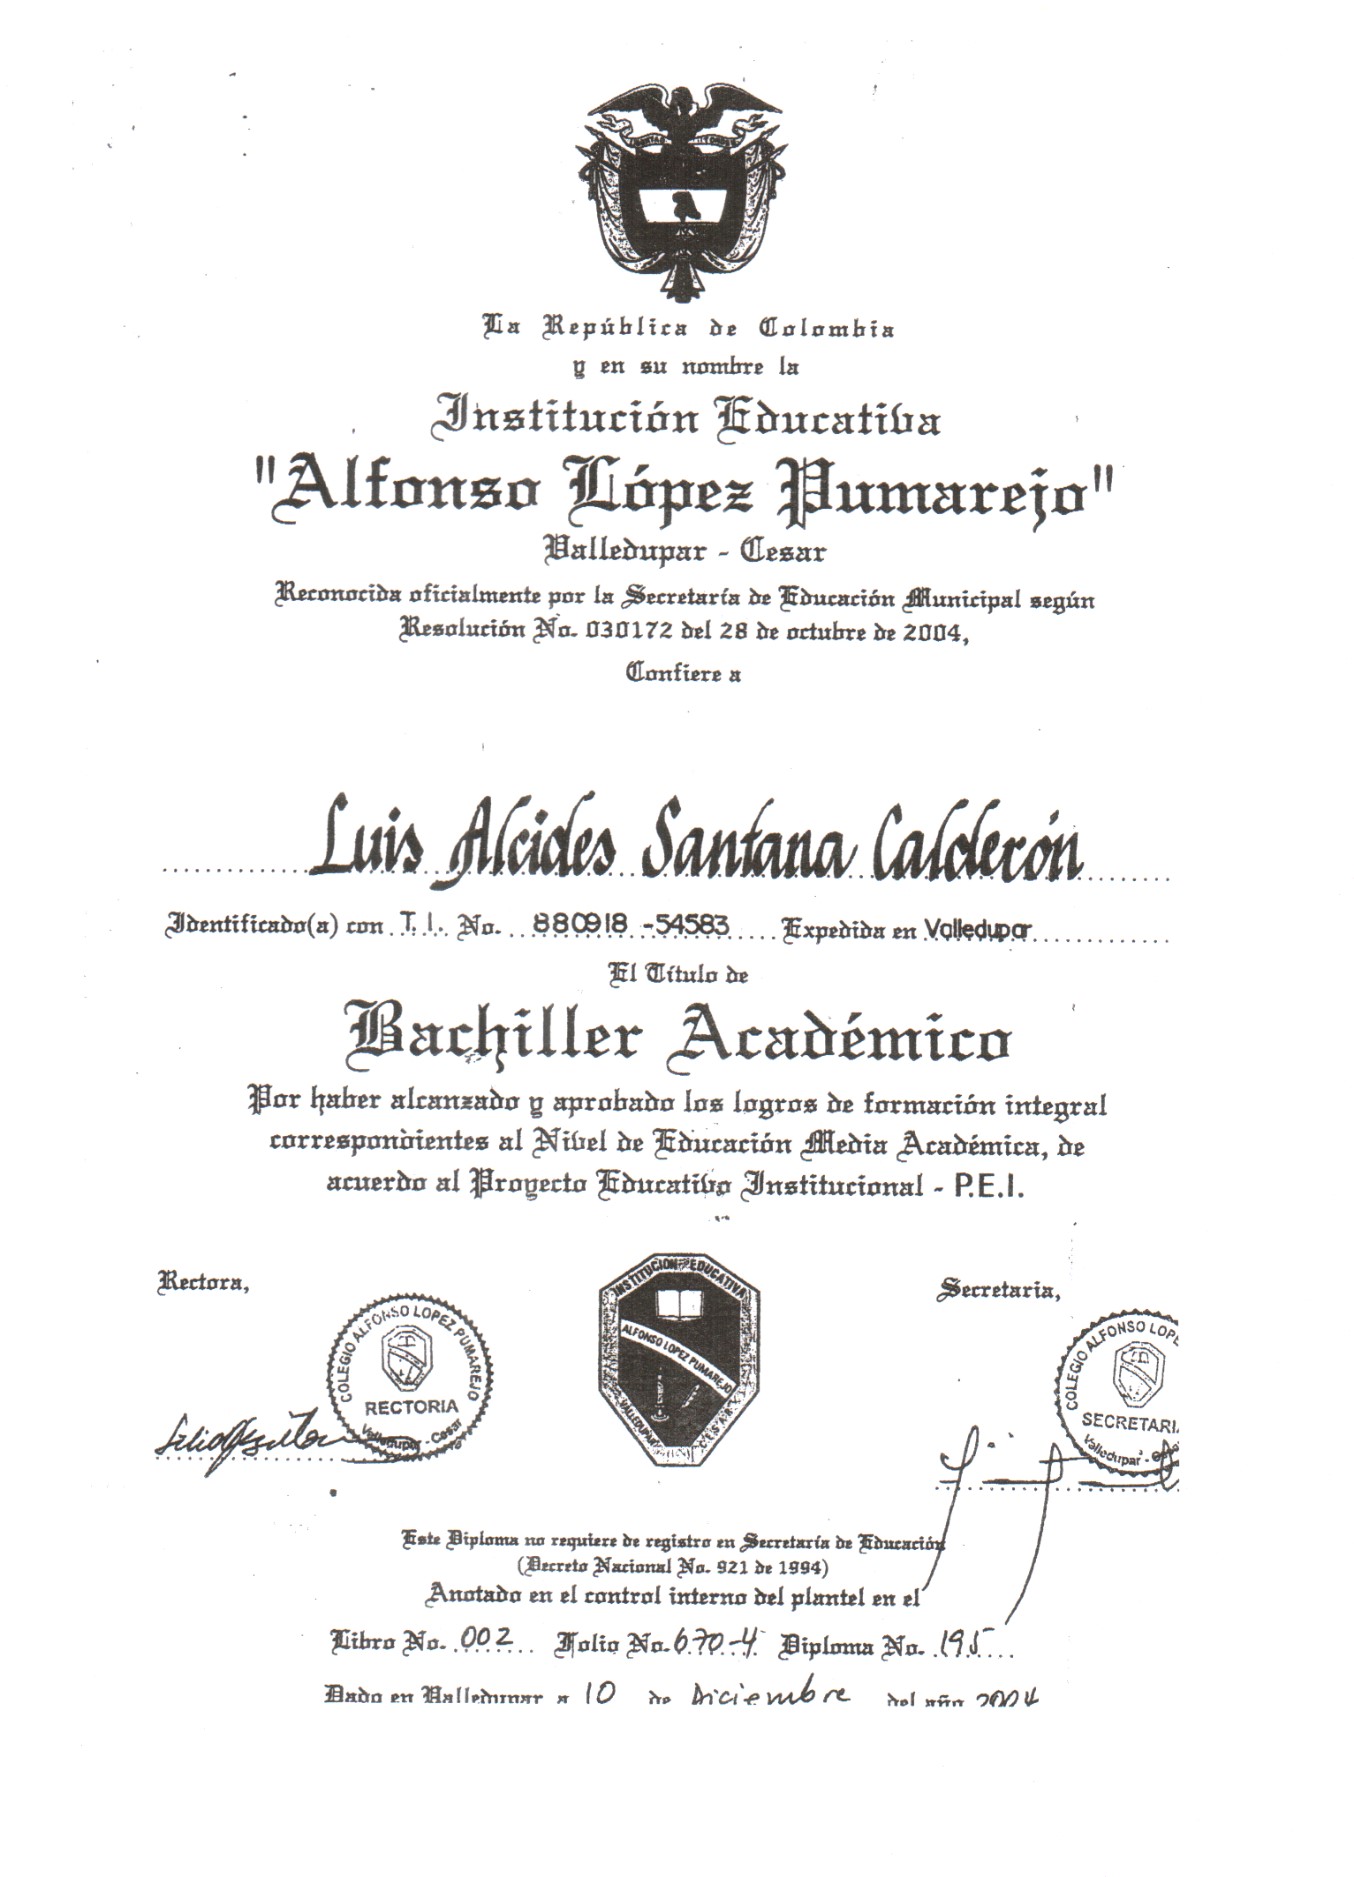 La República de Colombia
y en su nombre la
Institución Educativa
"Alfonso López Pumarejo"
Valledupar - Cesar
Reconocida oficialmente por la Secretaría de Educación Municipal según
Resolución No. 030172 del 28 de octubre de 2004,
Confiere a
Luis Alcides Santana Calderón
Identificado(a) con T.I. No. 880918-54583 Expedida en Valledupar
El Título de
Bachiller Académico
Por haber alcanzado y aprobado los logros de formación integral
correspondientes al Nivel de Educación Media Académica, de
acuerdo al Proyecto Educativo Institucional - P.E.I.
Rectora,
Secretaria,
COLEGIO ALFONSO LOPEZ PUMAREJO
RECTORIA
Valledupar - Cesar
INSTITUCION EDUCATIVA
ALFONSO LOPEZ PUMAREJO
VALLEDUPAR
CESAR
COLEGIO ALFONSO LOPE
SECRETARI
Valledupar -
Este Diploma no requiere de registro en Secretaría de Educación
(Decreto Nacional No. 921 de 1994)
Anotado en el control interno del plantel en el
Libro No. 002 Folio No. 670-4 Diploma No. 195
Dado en Valledupar a 10 de Diciembre del año 2004